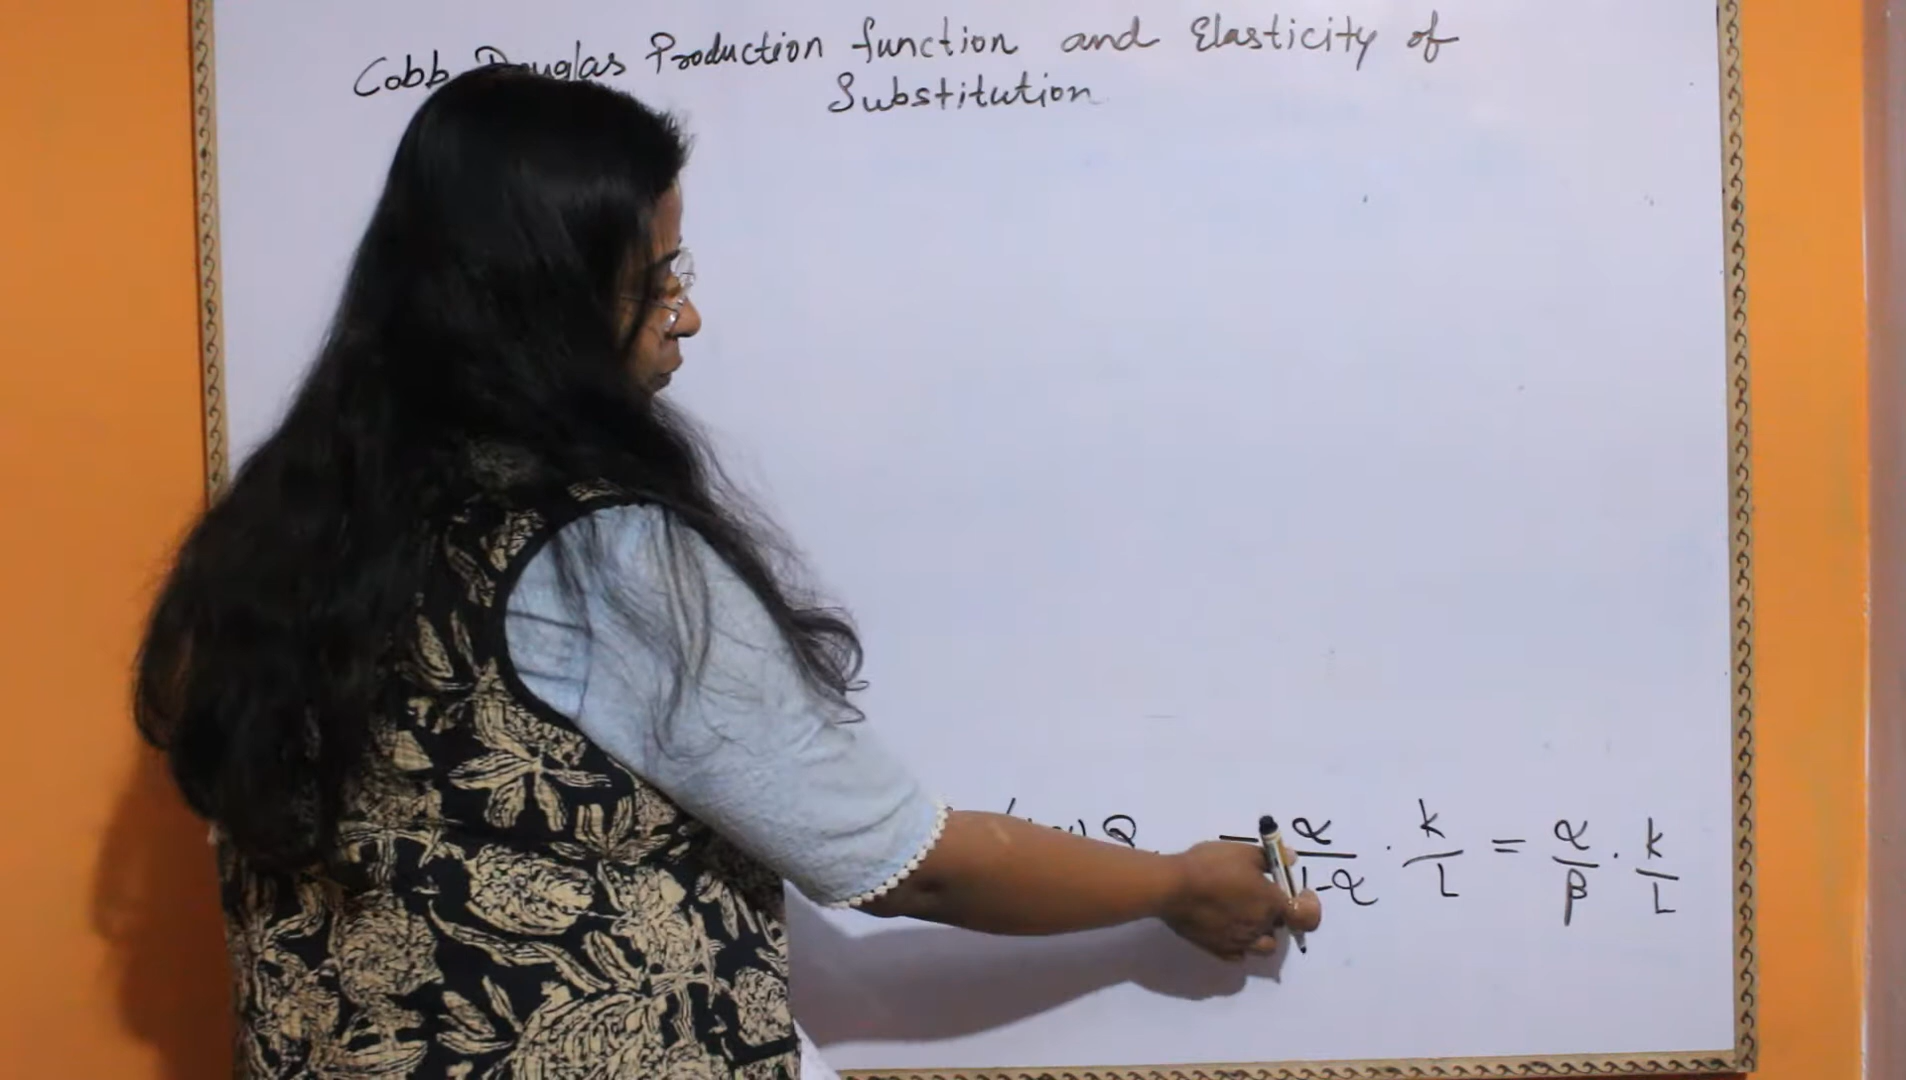 Cobb Douglas Production function and Elasticity of
Substitution
Q = α/1-α · k/L = α/β · k/L